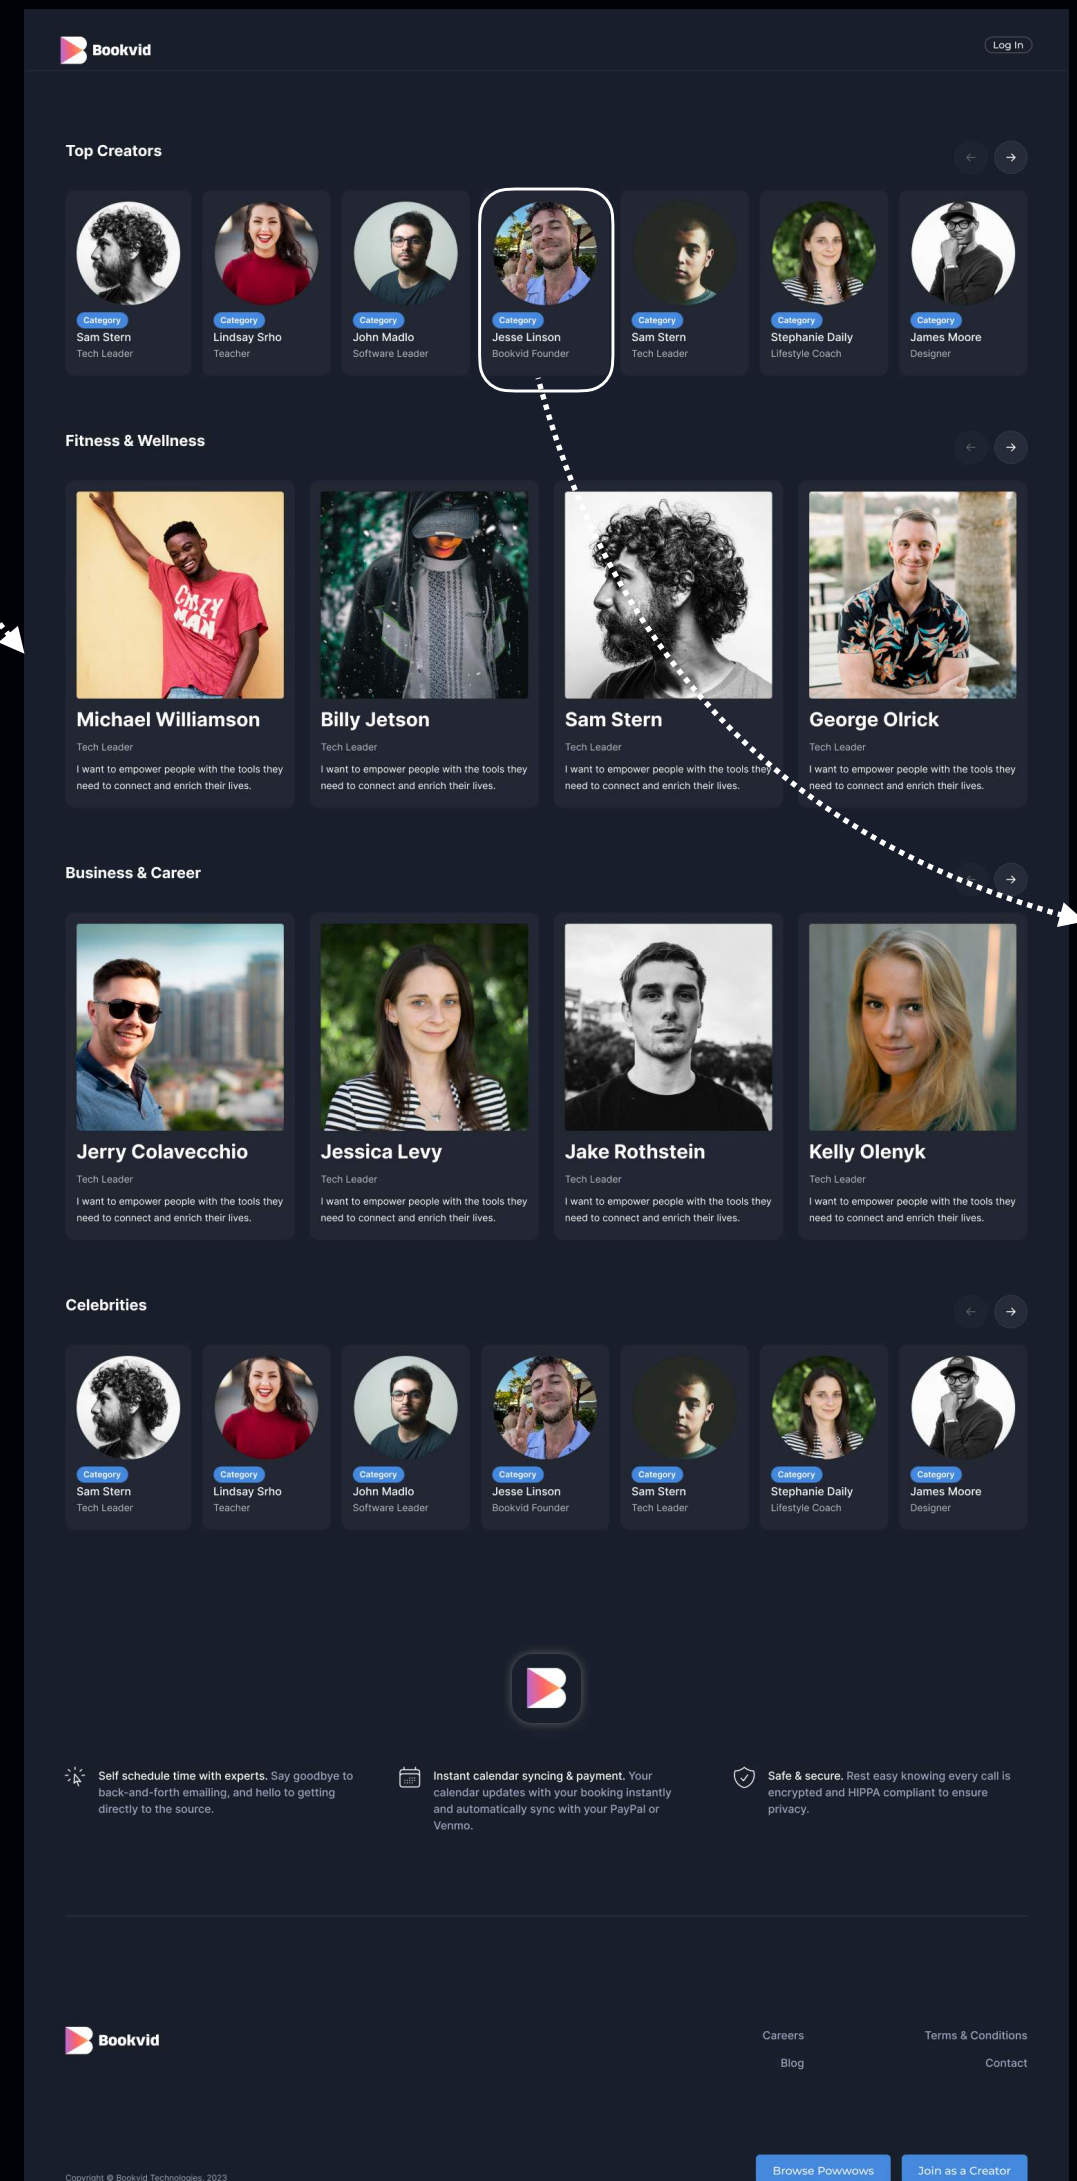 Bookvid
Log In
Top Creators
← →
Category
Sam Stern
Tech Leader
Category
Lindsay Srho
Teacher
Category
John Madlo
Software Leader
Category
Jesse Linson
Bookvid Founder
Category
Sam Stern
Tech Leader
Category
Stephanie Daily
Lifestyle Coach
Category
James Moore
Designer
Fitness & Wellness
← →
CRAZY
MAN
Michael Williamson
Tech Leader
I want to empower people with the tools they
need to connect and enrich their lives.
Billy Jetson
Tech Leader
I want to empower people with the tools they
need to connect and enrich their lives.
Sam Stern
Tech Leader
I want to empower people with the tools they
need to connect and enrich their lives.
George Olrick
Tech Leader
I want to empower people with the tools they
need to connect and enrich their lives.
Business & Career
← →
Jerry Colavecchio
Tech Leader
I want to empower people with the tools they
need to connect and enrich their lives.
Jessica Levy
Tech Leader
I want to empower people with the tools they
need to connect and enrich their lives.
Jake Rothstein
Tech Leader
I want to empower people with the tools they
need to connect and enrich their lives.
Kelly Olenyk
Tech Leader
I want to empower people with the tools they
need to connect and enrich their lives.
Celebrities
← →
Category
Sam Stern
Tech Leader
Category
Lindsay Srho
Teacher
Category
John Madlo
Software Leader
Category
Jesse Linson
Bookvid Founder
Category
Sam Stern
Tech Leader
Category
Stephanie Daily
Lifestyle Coach
Category
James Moore
Designer
Self schedule time with experts. Say goodbye to
back-and-forth emailing, and hello to getting
directly to the source.
Instant calendar syncing & payment. Your
calendar updates with your booking instantly
and automatically sync with your PayPal or
Venmo.
Safe & secure. Rest easy knowing every call is
encrypted and HIPPA compliant to ensure
privacy.
Bookvid
Careers
Terms & Conditions
Blog
Contact
Copyright © Bookvid Technologies, 2023
Browse Powwows
Join as a Creator